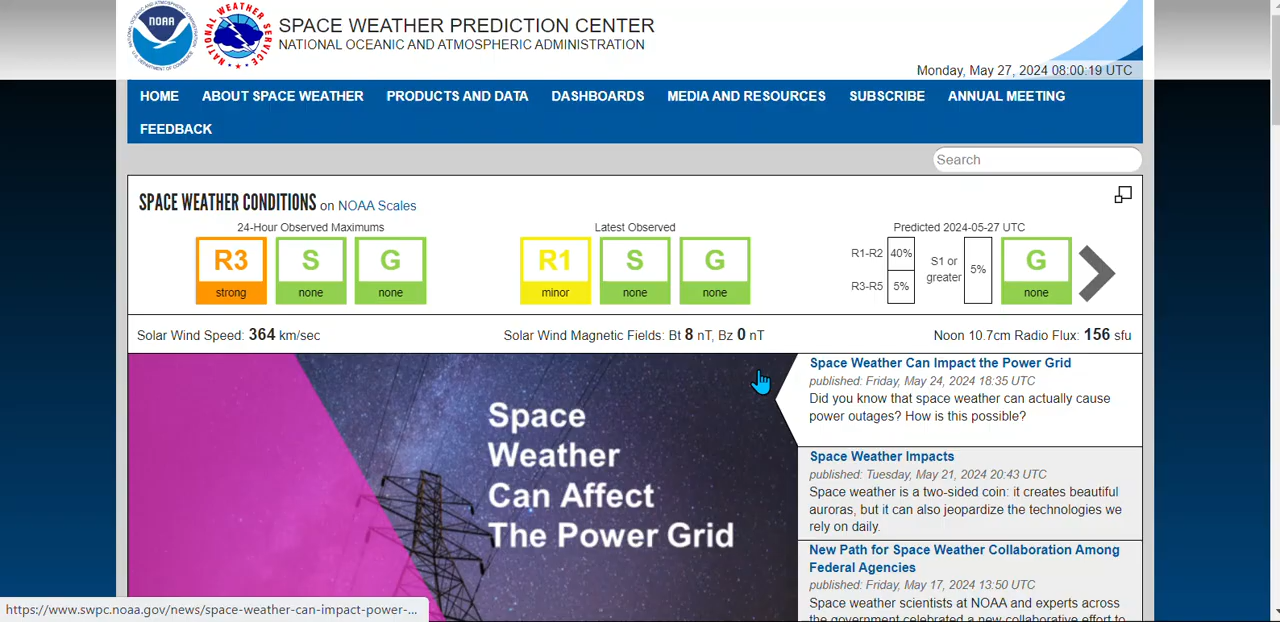 NOAA
NATIONAL WEATHER SERVICE
SPACE WEATHER PREDICTION CENTER
NATIONAL OCEANIC AND ATMOSPHERIC ADMINISTRATION
Monday, May 27, 2024 08:00:19 UTC
HOME ABOUT SPACE WEATHER PRODUCTS AND DATA DASHBOARDS MEDIA AND RESOURCES SUBSCRIBE ANNUAL MEETING
FEEDBACK
Search
SPACE WEATHER CONDITIONS on NOAA Scales
24-Hour Observed Maximums
R3 S G
strong none none
Latest Observed
R1 S G
minor none none
Predicted 2024-05-27 UTC
R1-R2 40%
R3-R5 5%
S1 or
greater
5%
G
none
Solar Wind Speed: 364 km/sec
Solar Wind Magnetic Fields: Bt 8 nT, Bz 0 nT
Noon 10.7cm Radio Flux: 156 sfu
Space
Weather
Can Affect
The Power Grid
Space Weather Can Impact the Power Grid
published: Friday, May 24, 2024 18:35 UTC
Did you know that space weather can actually cause
power outages? How is this possible?
Space Weather Impacts
published: Tuesday, May 21, 2024 20:43 UTC
Space weather is a two-sided coin: it creates beautiful
auroras, but it can also jeopardize the technologies we
rely on daily.
New Path for Space Weather Collaboration Among
Federal Agencies
published: Friday, May 17, 2024 13:50 UTC
Space weather scientists at NOAA and experts across
the government celebrated a new collaborative effort to
https://www.swpc.noaa.gov/news/space-weather-can-impact-power-...